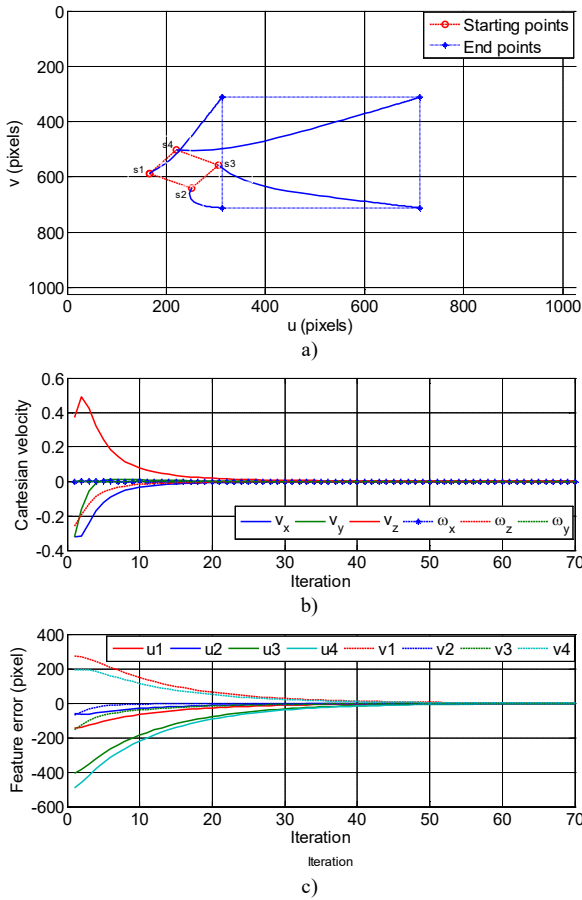 Starting points
End points
0
200
400
600
800
1000
v (pixels)
s4
s3
s1
s2
0
200
400
600
800
1000
u (pixels)
a)
0.6
0.4
0.2
0
-0.2
-0.4
Cartesian velocity
v_x v_y v_z ω_x ω_z ω_y
0
10
20
30
40
50
60
70
Iteration
b)
400
200
0
-200
-400
-600
Feature error (pixel)
u1 u2 u3 u4 v1 v2 v3 v4
0
10
20
30
40
50
60
70
Iteration
Iteration
c)